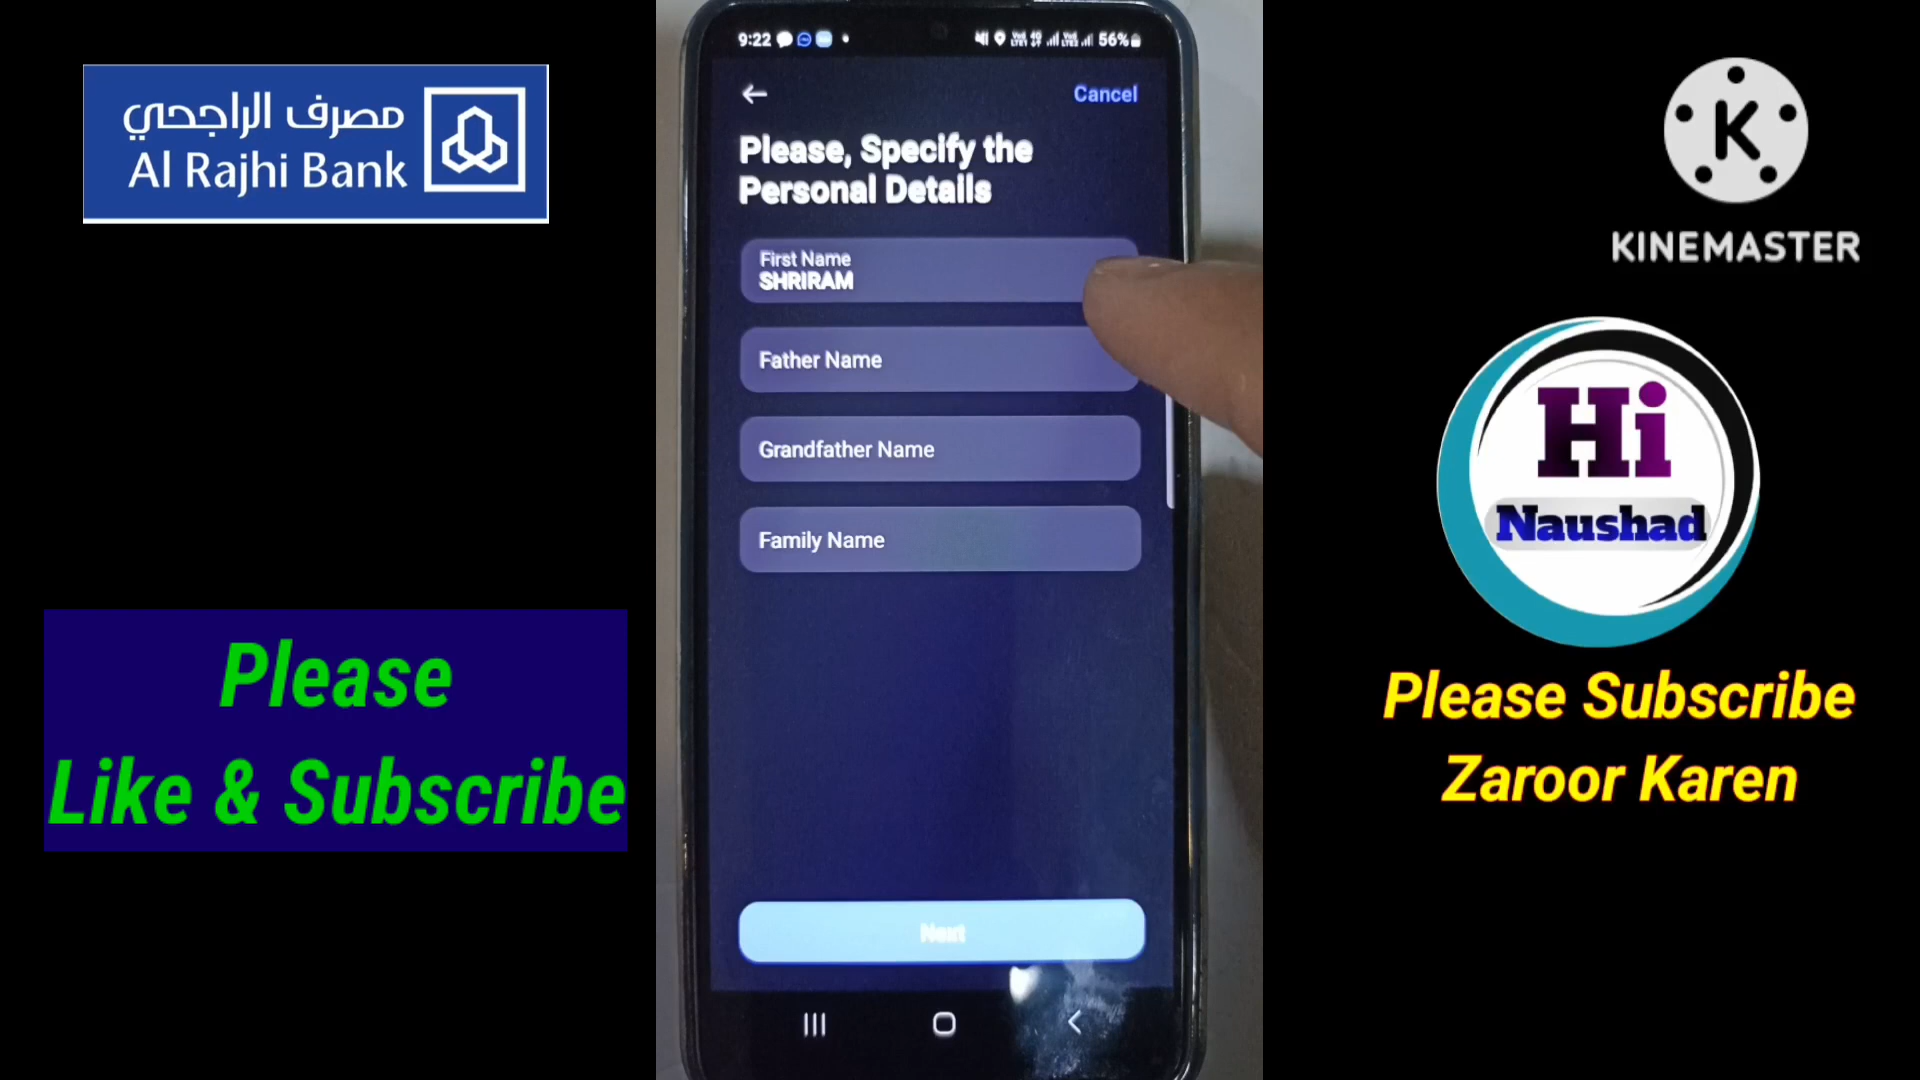 مصرف الراجحي
Al Rajhi Bank
Please
Like & Subscribe
9:22
56%
Cancel
Please, Specify the
Personal Details
First Name
SHRIRAM
Father Name
Grandfather Name
Family Name
Next
K
KINEMASTER
Hi
Naushad
Please Subscribe
Zaroor Karen